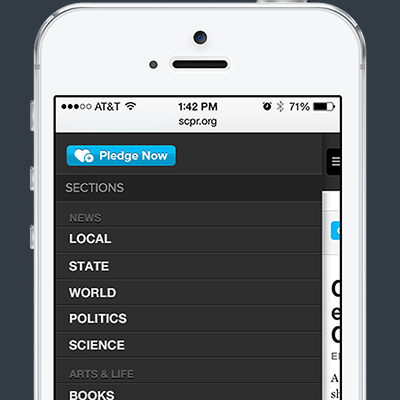 AT&T 1:42 PM 71%
scpr.org
Pledge Now
SECTIONS
NEWS
LOCAL
STATE
WORLD
POLITICS
SCIENCE
ARTS & LIFE
BOOKS